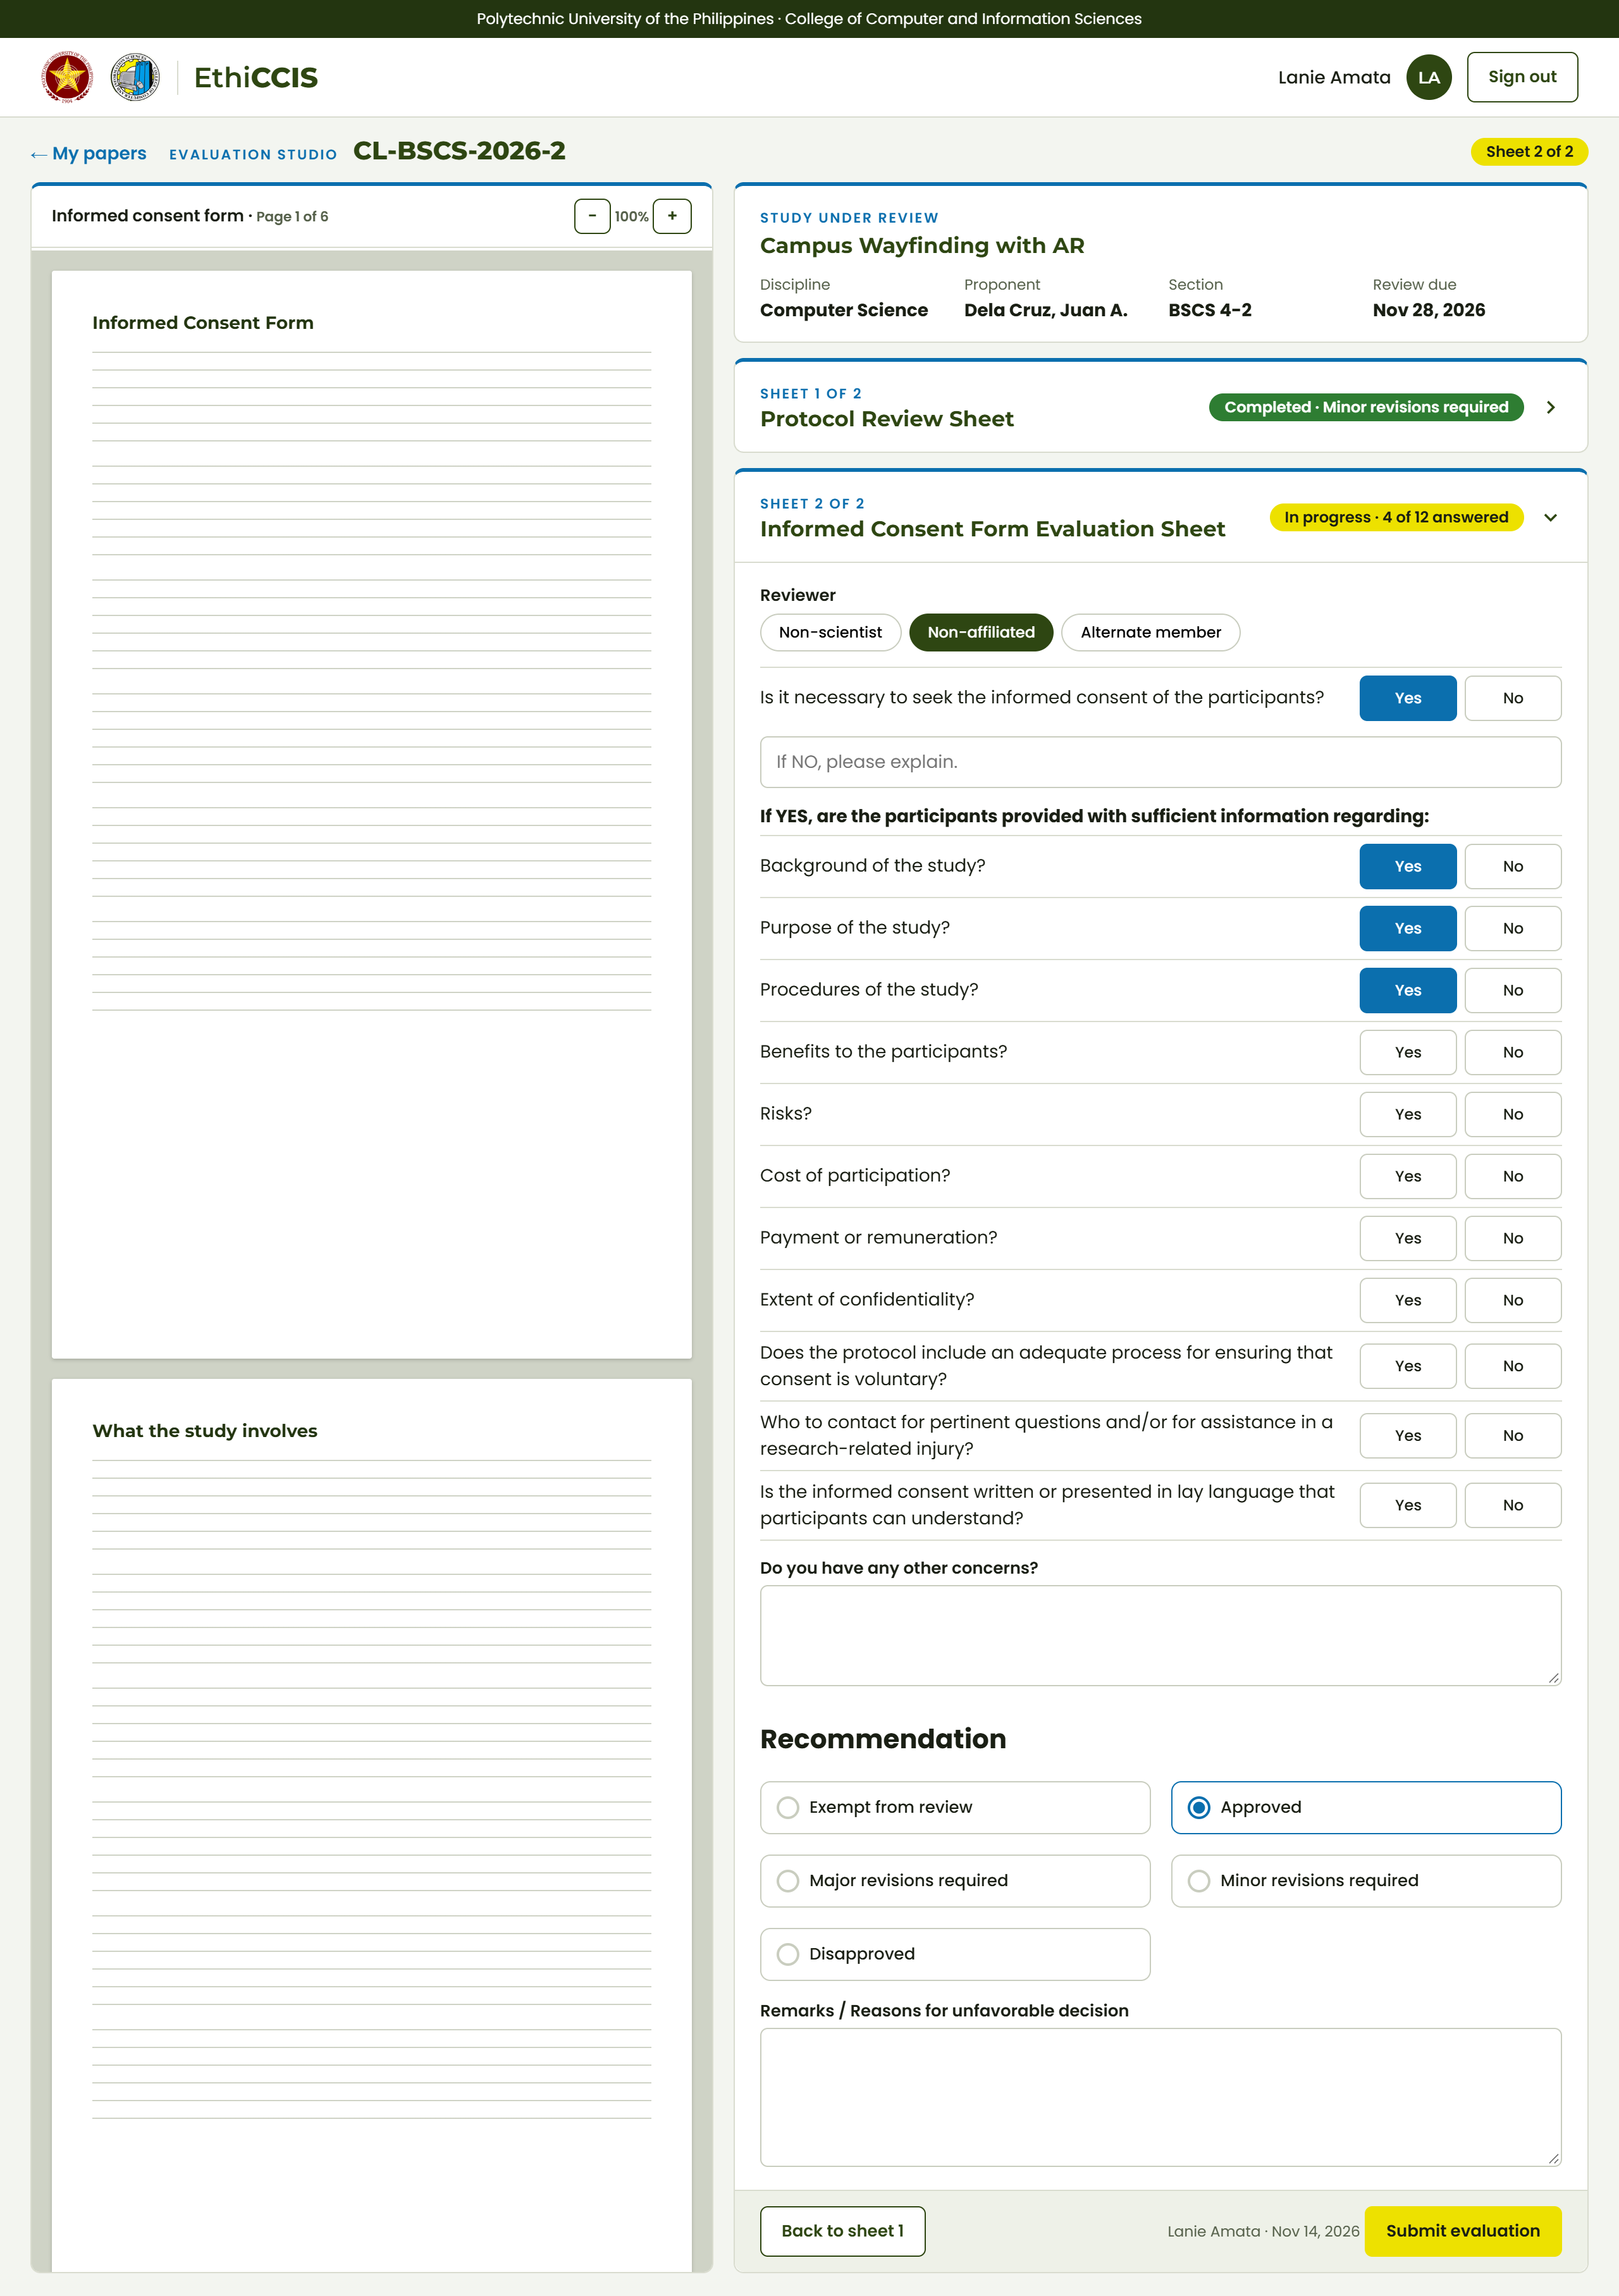 Polytechnic University of the Philippines · College of Computer and Information Sciences
EthiCCIS
Lanie Amata
LA
Sign out
← My papers
EVALUATION STUDIO
CL-BSCS-2026-2
Sheet 2 of 2
Informed consent form · Page 1 of 6
-
100%
+
Informed Consent Form
What the study involves
STUDY UNDER REVIEW
Campus Wayfinding with AR
Discipline
Computer Science
Proponent
Dela Cruz, Juan A.
Section
BSCS 4-2
Review due
Nov 28, 2026
SHEET 1 OF 2
Protocol Review Sheet
Completed · Minor revisions required
SHEET 2 OF 2
Informed Consent Form Evaluation Sheet
In progress · 4 of 12 answered
Reviewer
Non-scientist
Non-affiliated
Alternate member
Is it necessary to seek the informed consent of the participants?
Yes
No
If NO, please explain.
If YES, are the participants provided with sufficient information regarding:
Background of the study?
Yes
No
Purpose of the study?
Yes
No
Procedures of the study?
Yes
No
Benefits to the participants?
Yes
No
Risks?
Yes
No
Cost of participation?
Yes
No
Payment or remuneration?
Yes
No
Extent of confidentiality?
Yes
No
Does the protocol include an adequate process for ensuring that
consent is voluntary?
Yes
No
Who to contact for pertinent questions and/or for assistance in a
research-related injury?
Yes
No
Is the informed consent written or presented in lay language that
participants can understand?
Yes
No
Do you have any other concerns?
Recommendation
Exempt from review
Approved
Major revisions required
Minor revisions required
Disapproved
Remarks / Reasons for unfavorable decision
Back to sheet 1
Lanie Amata · Nov 14, 2026
Submit evaluation